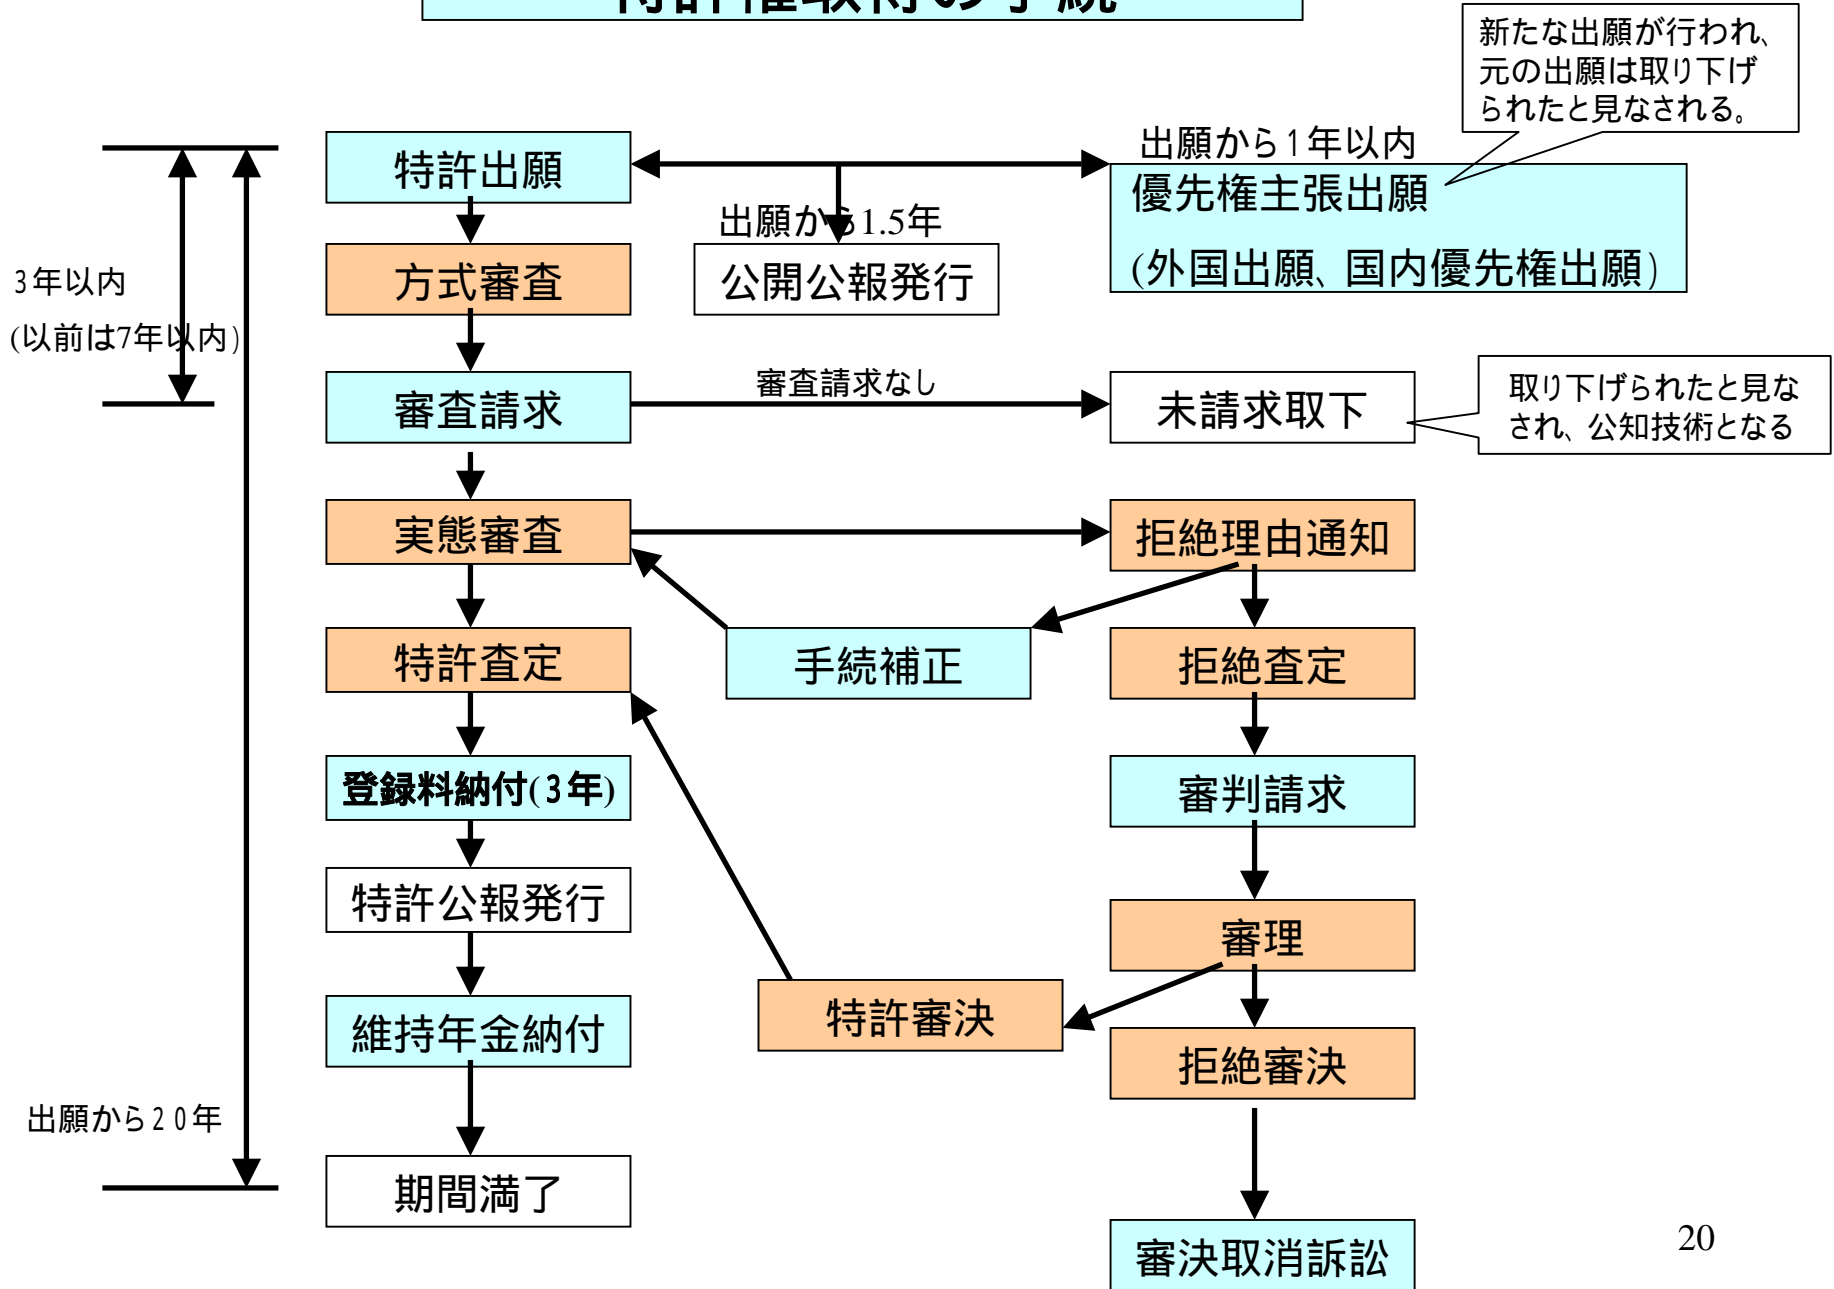 特許権取得の手続
新たな出願が行われ、
元の出願は取り下げ
られたと見なされる。
出願から1年以内
特許出願
優先権主張出願
(外国出願、国内優先権出願)
出願から1.5年
公開公報発行
方式審査
3年以内
(以前は7年以内)
審査請求
審査請求なし
未請求取下
取り下げられたと見な
され、公知技術となる
実態審査
拒絶理由通知
特許査定
手続補正
拒絶査定
登録料納付(3年)
審判請求
特許公報発行
審理
維持年金納付
特許審決
拒絶審決
出願から20年
期間満了
審決取消訴訟
20